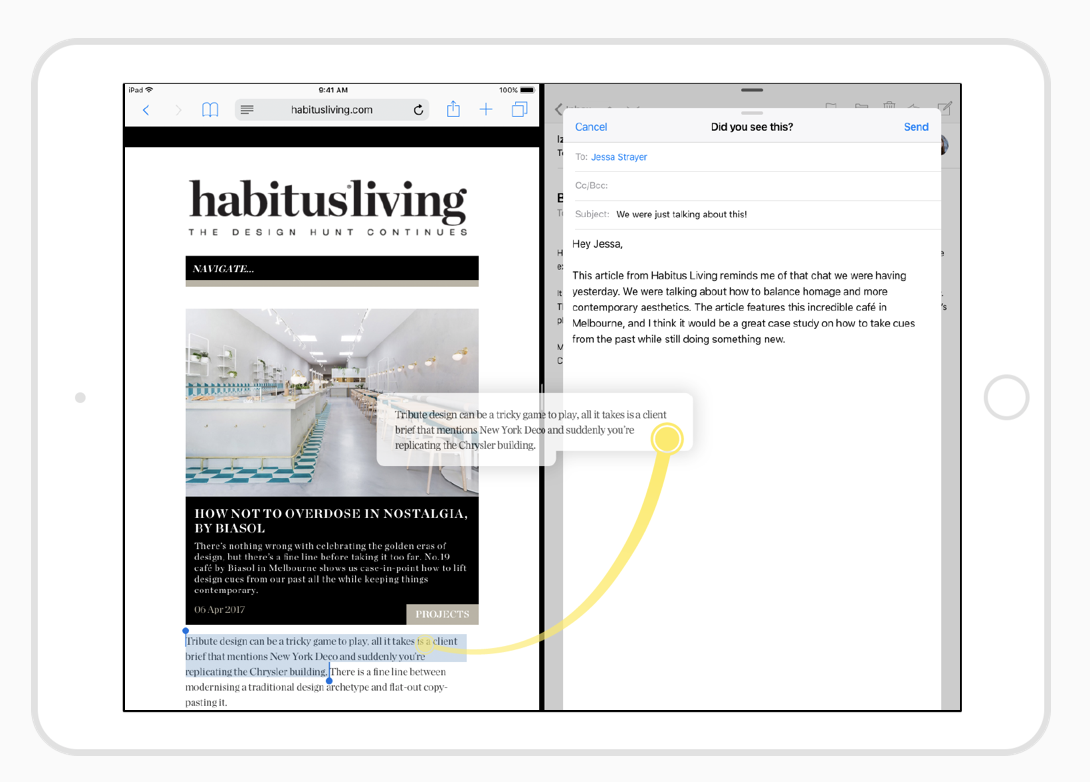 iPad
9:41 AM
100%
habitusliving.com
habitusliving
THE DESIGN HUNT CONTINUES
NAVIGATE...
HOW NOT TO OVERDOSE IN NOSTALGIA,
BY BIASOL
There's nothing wrong with celebrating the golden eras of
design, but there's a fine line before taking it too far. No.19
café by Biasol in Melbourne shows us case-in-point how to lift
design cues from our past all the while keeping things
contemporary.
06 Apr 2017
PROJECTS
Tribute design can be a tricky game to play, all it takes is a client
brief that mentions New York Deco and suddenly you're
replicating the Chrysler building. There is a fine line between
modernising a traditional design archetype and flat-out copy-
pasting it.
Tribute design can be a tricky game to play, all it takes is a client
brief that mentions New York Deco and suddenly you're
replicating the Chrysler building.
Cancel
Did you see this?
Send
To: Jessa Strayer
Cc/Bcc:
Subject: We were just talking about this!
Hey Jessa,
This article from Habitus Living reminds me of that chat we were having
yesterday. We were talking about how to balance homage and more
contemporary aesthetics. The article features this incredible café in
Melbourne, and I think it would be a great case study on how to take cues
from the past while still doing something new.